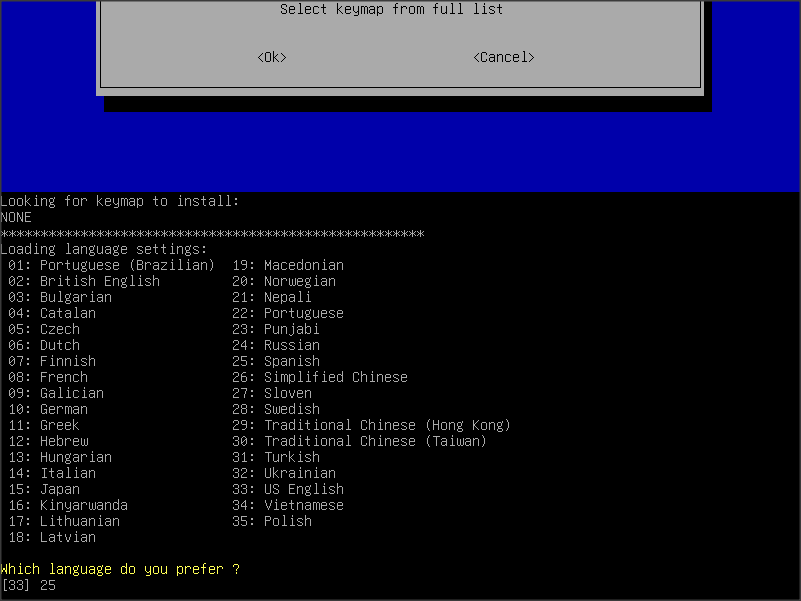 Select keymap from full list
<Ok> <Cancel>
Looking for keymap to install:
NONE
*****************************************************
Loading language settings:
01: Portuguese (Brazilian) 19: Macedonian
02: British English 20: Norwegian
03: Bulgarian 21: Nepali
04: Catalan 22: Portuguese
05: Czech 23: Punjabi
06: Dutch 24: Russian
07: Finnish 25: Spanish
08: French 26: Simplified Chinese
09: Galician 27: Sloven
10: German 28: Swedish
11: Greek 29: Traditional Chinese (Hong Kong)
12: Hebrew 30: Traditional Chinese (Taiwan)
13: Hungarian 31: Turkish
14: Italian 32: Ukrainian
15: Japan 33: US English
16: Kinyarwanda 34: Vietnamese
17: Lithuanian 35: Polish
18: Latvian
Which language do you prefer ?
[33] 25